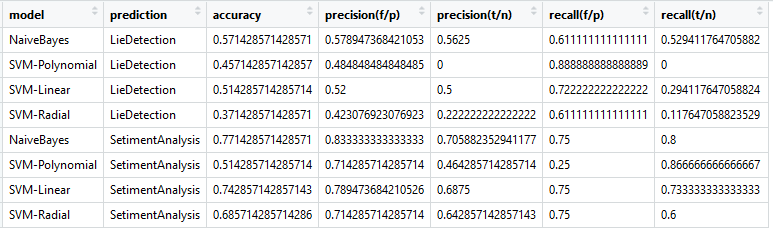 model prediction accuracy precision(f/p) precision(t/n) recall(f/p) recall(t/n)
NaiveBayes LieDetection 0.571428571428571 0.578947368421053 0.5625 0.611111111111111 0.529411764705882
SVM-Polynomial LieDetection 0.457142857142857 0.484848484848485 0 0.888888888888889 0
SVM-Linear LieDetection 0.514285714285714 0.52 0.5 0.722222222222222 0.294117647058824
SVM-Radial LieDetection 0.371428571428571 0.423076923076923 0.222222222222222 0.611111111111111 0.117647058823529
NaiveBayes SetimentAnalysis 0.771428571428571 0.833333333333333 0.705882352941177 0.75 0.8
SVM-Polynomial SetimentAnalysis 0.514285714285714 0.714285714285714 0.464285714285714 0.25 0.866666666666667
SVM-Linear SetimentAnalysis 0.742857142857143 0.789473684210526 0.6875 0.75 0.733333333333333
SVM-Radial SetimentAnalysis 0.685714285714286 0.714285714285714 0.642857142857143 0.75 0.6